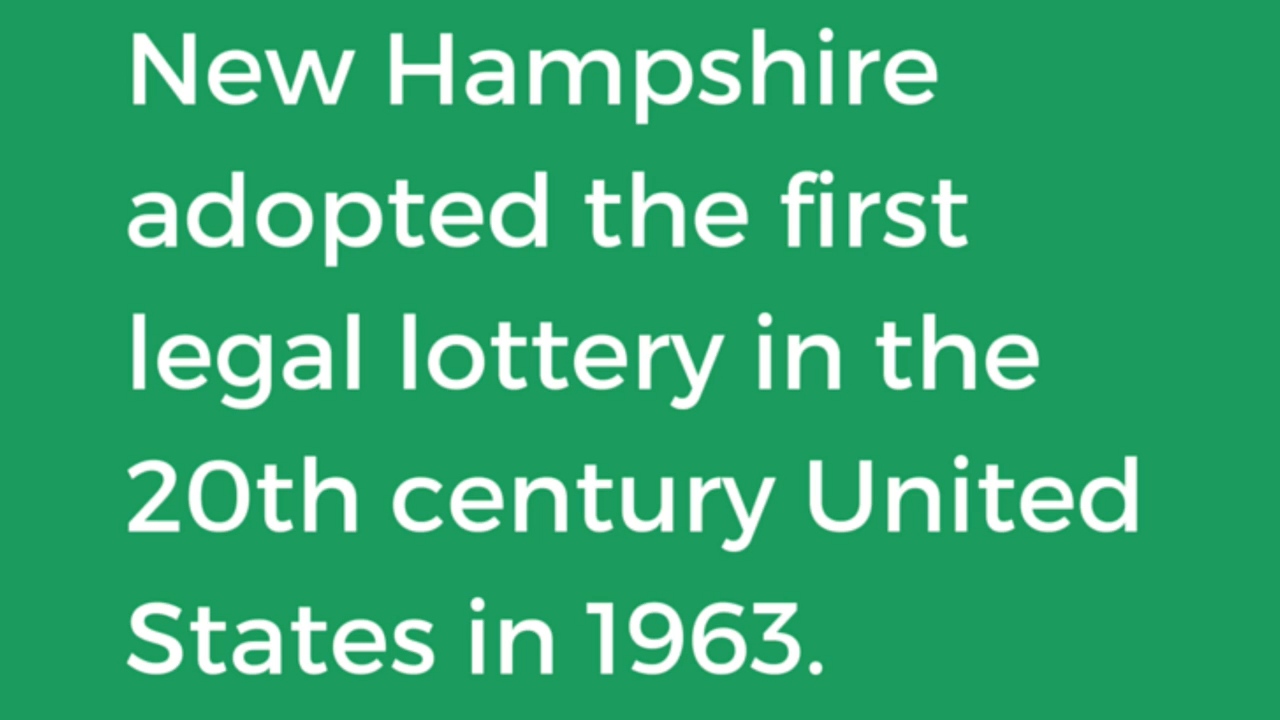 New Hampshire
adopted the first
legal lottery in the
20th century United
States in 1963.